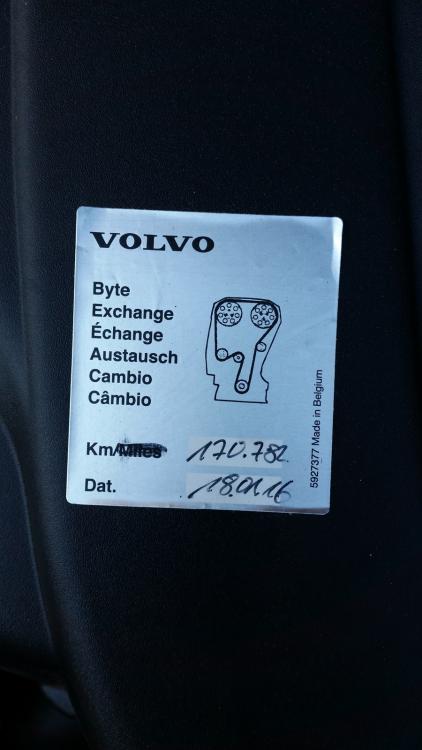 VOLVO
Byte
Exchange
Échange
Austausch
Cambio
Câmbio
Km/Miles 170.782
Dat. 18.01.16
5927377 Made in Belgium